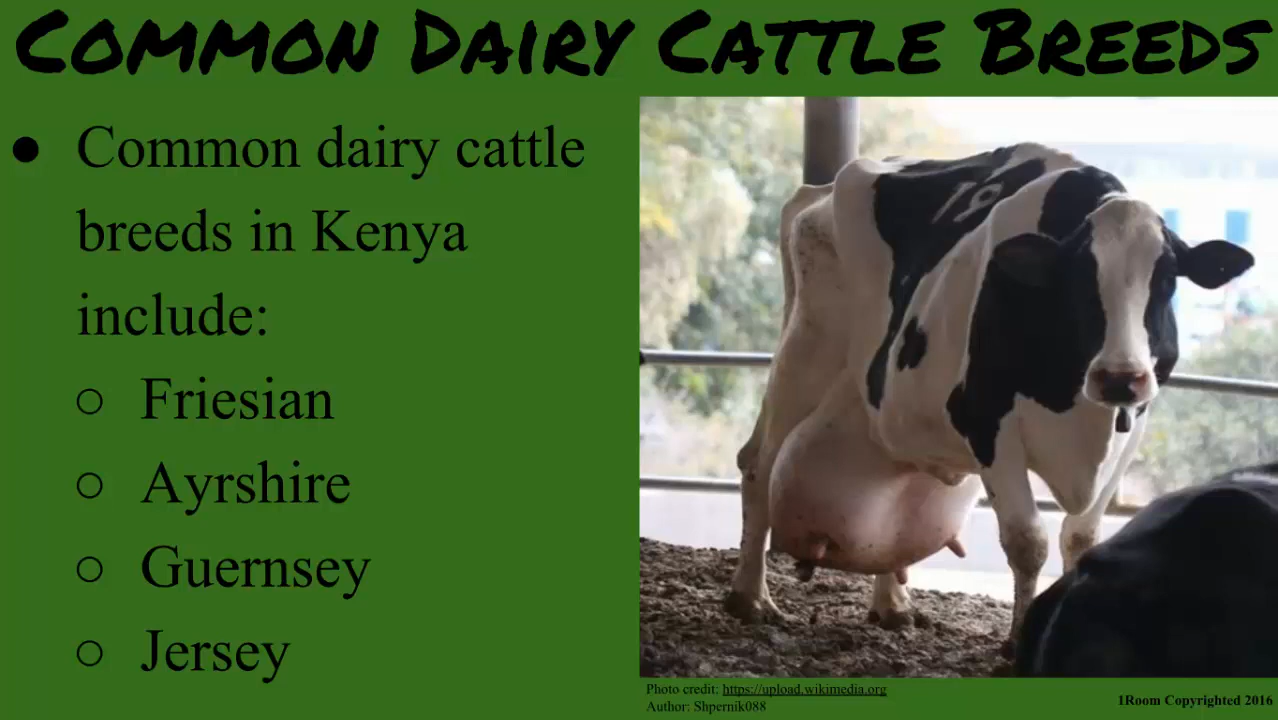 COMMON DAIRY CATTLE BREEDS
● Common dairy cattle
breeds in Kenya
include:
○ Friesian
○ Ayrshire
○ Guernsey
○ Jersey
19
Photo credit: https://upload.wikimedia.org
Author: Shpernik088
1Room Copyrighted 2016